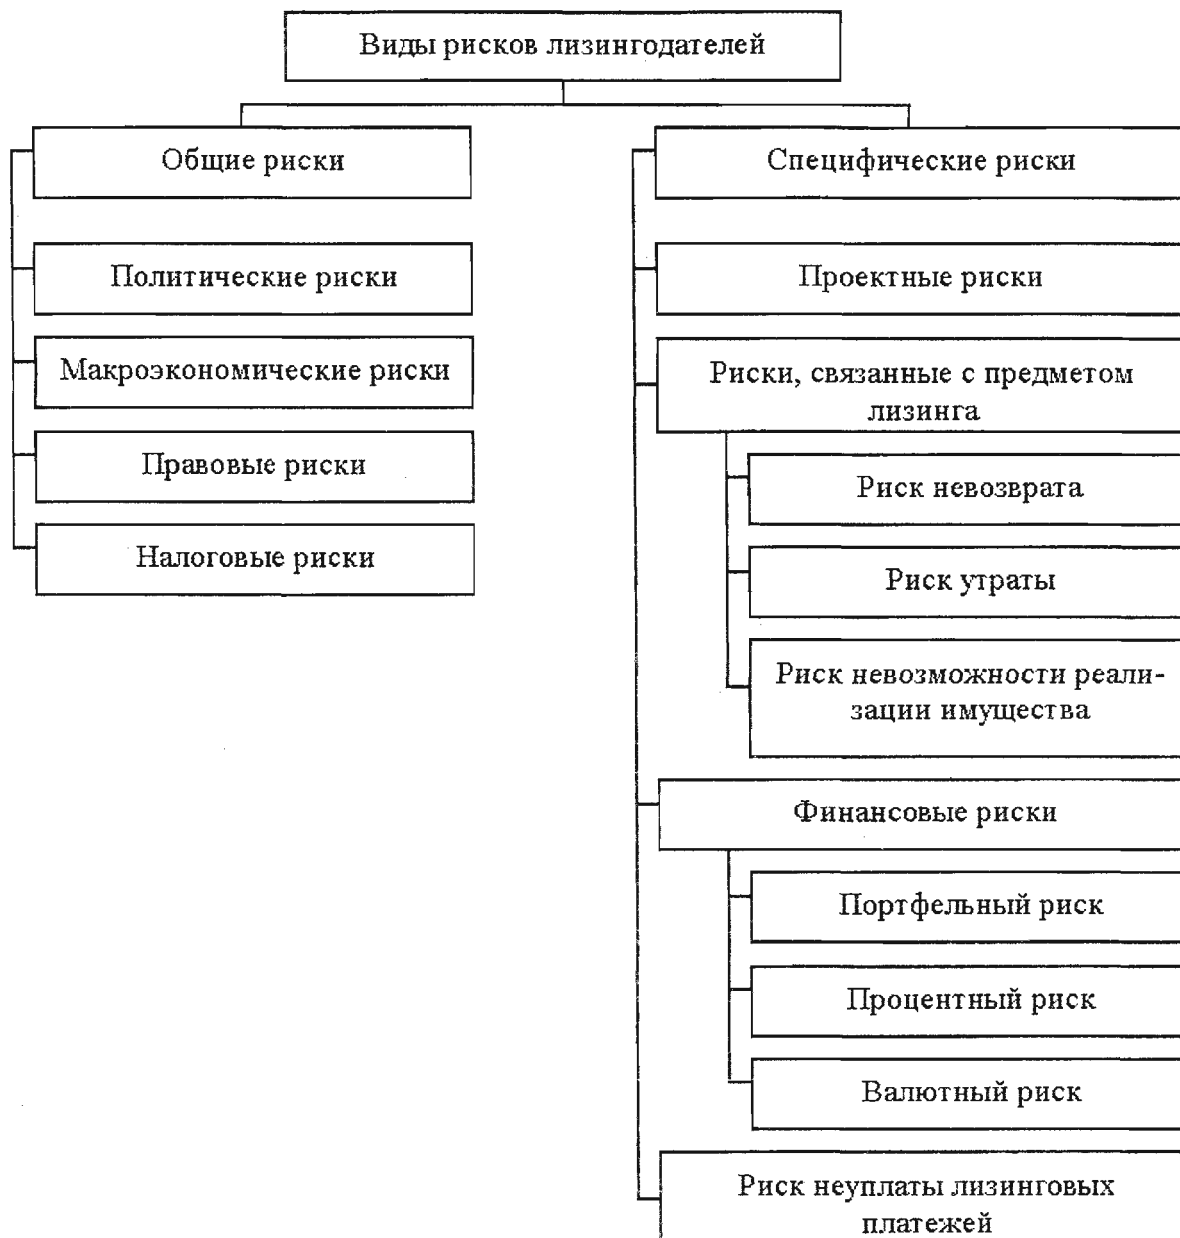 Виды рисков лизингодателей
Общие риски
Политические риски
Макроэкономические риски
Правовые риски
Налоговые риски
Специфические риски
Проектные риски
Риски, связанные с предметом
лизинга
Риск невозврата
Риск утраты
Риск невозможности реали-
зации имущества
Финансовые риски
Портфельный риск
Процентный риск
Валютный риск
Риск неуплаты лизинговых
платежей